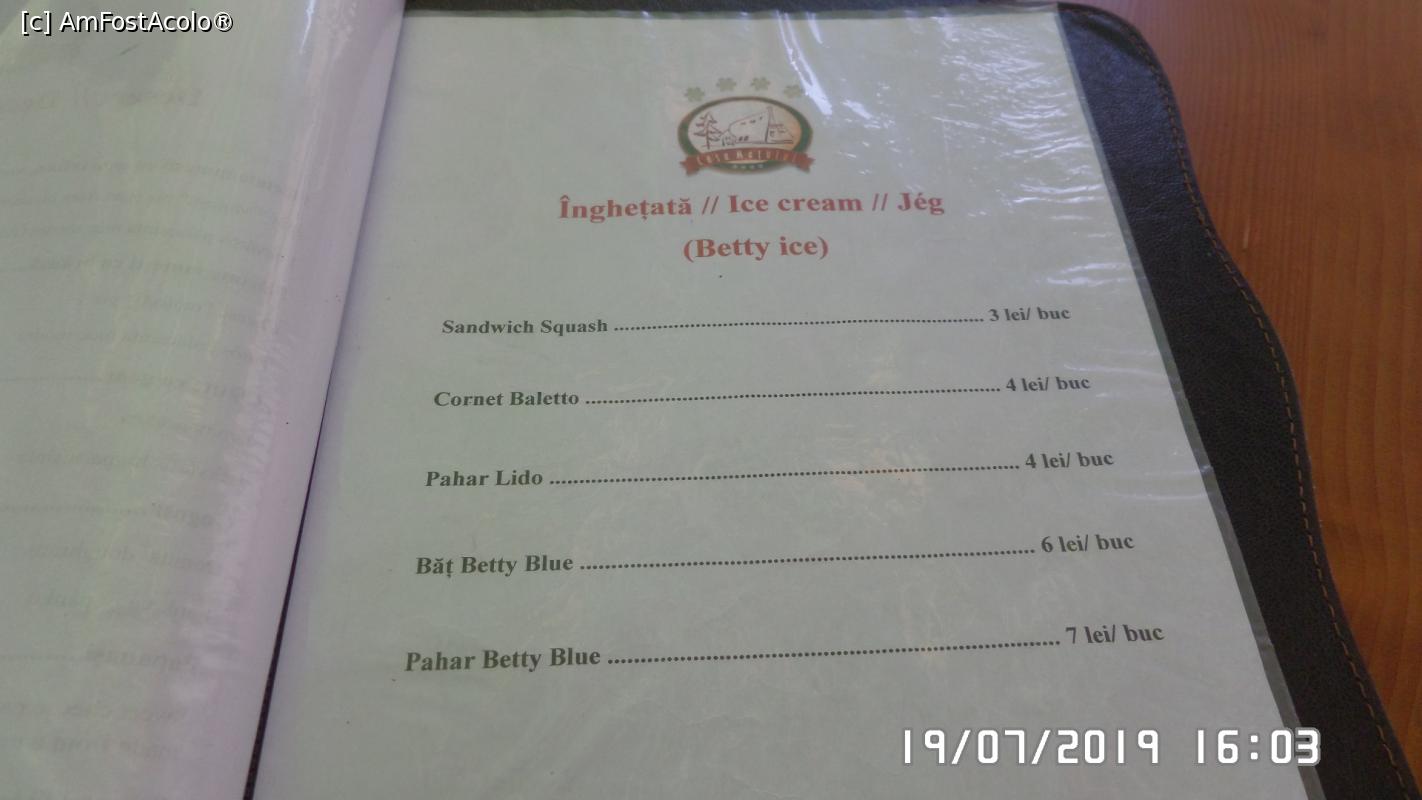 [c] AmFostAcolo®
Înghețată // Ice cream // Jég
(Betty ice)
Sandwich Squash ........................ 3 lei/ buc
Cornet Baletto ........................ 4 lei/ buc
Pahar Lido ........................ 4 lei/ buc
Băț Betty Blue ........................ 6 lei/ buc
Pahar Betty Blue ........................ 7 lei/ buc
19/07/2019 16:03